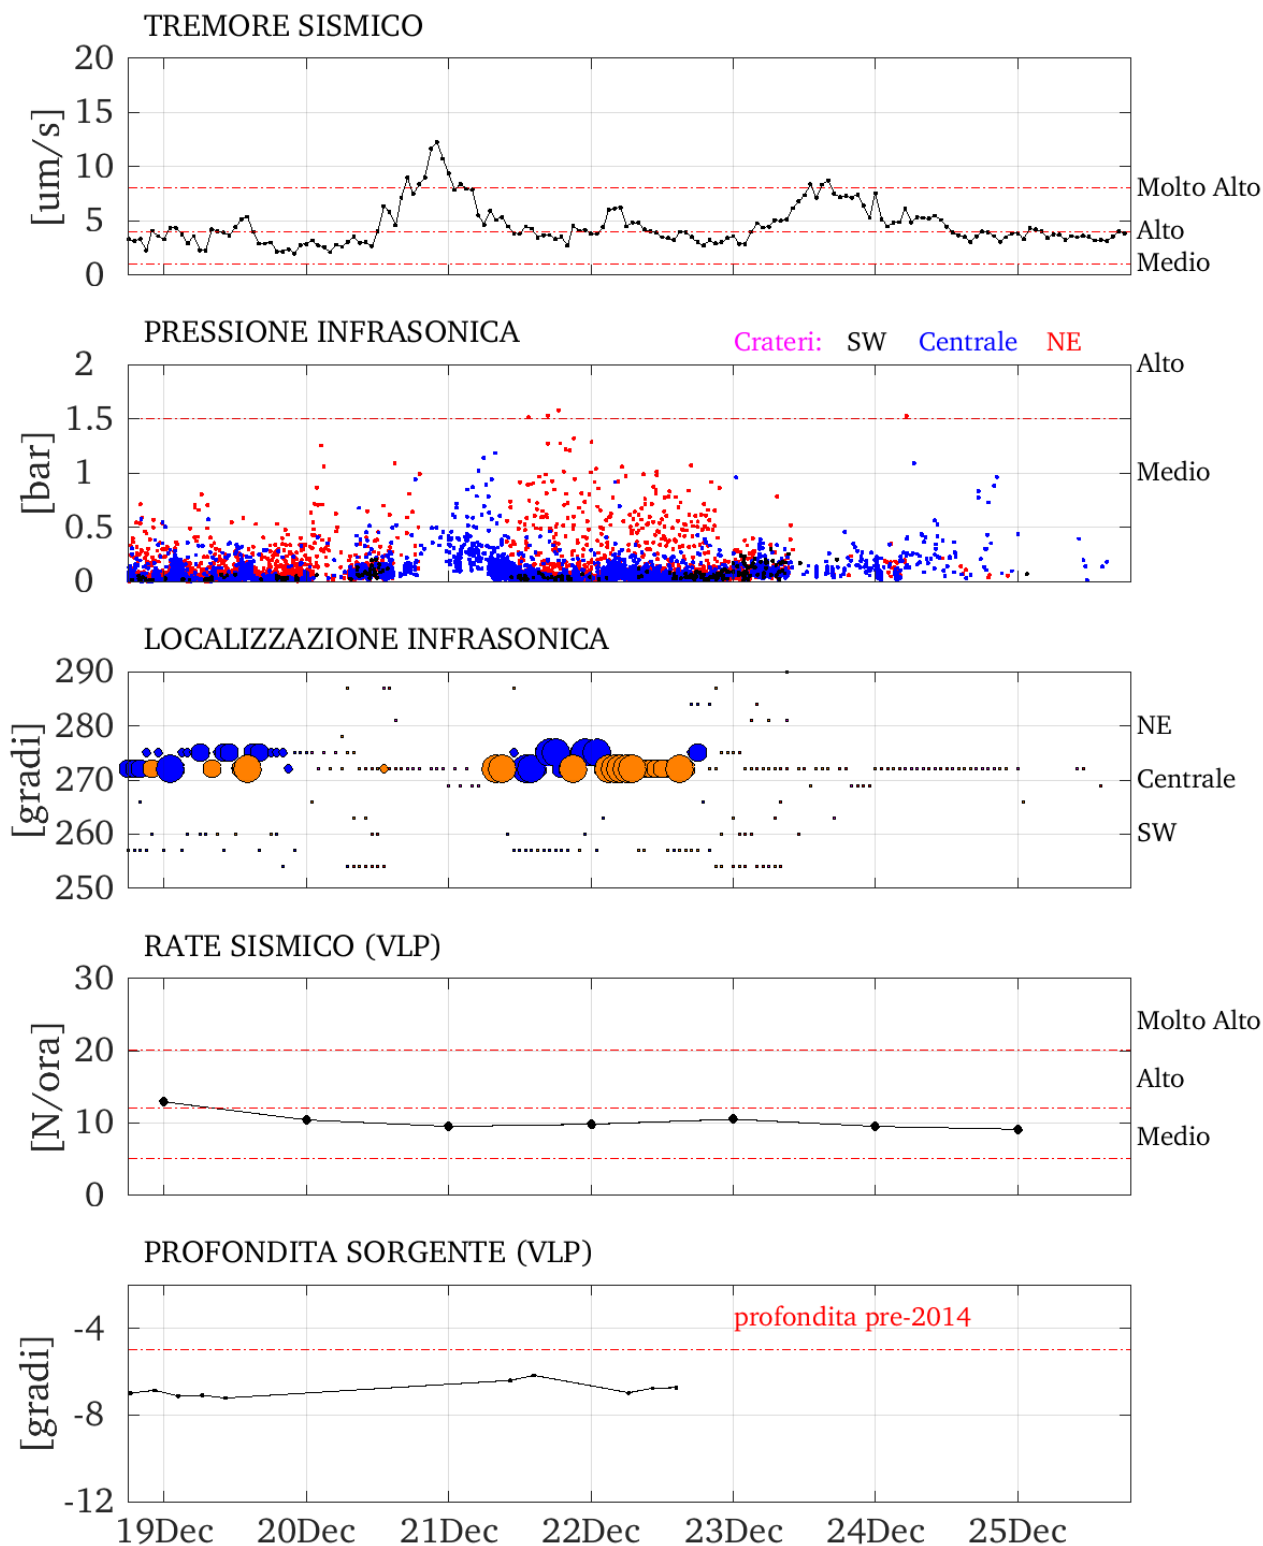 TREMORE SISMICO
20
15
10
5
0
[um/s]
Molto Alto
Alto
Medio
PRESSIONE INFRASONICA
Crateri: SW Centrale NE
2
1.5
1
0.5
0
[bar]
Alto
Medio
LOCALIZZAZIONE INFRASONICA
290
280
270
260
250
[gradi]
NE
Centrale
SW
RATE SISMICO (VLP)
30
20
10
0
[N/ora]
Molto Alto
Alto
Medio
PROFONDITA SORGENTE (VLP)
profondita pre-2014
-4
-8
-12
[gradi]
19Dec 20Dec 21Dec 22Dec 23Dec 24Dec 25Dec